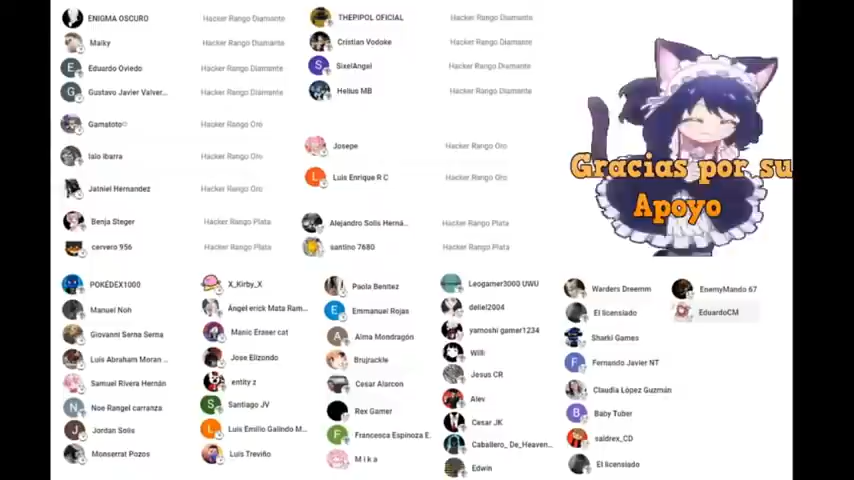 ENIGMA OSCURO Hacker Rango Diamante
Maiky Hacker Rango Diamante
Eduardo Oviedo Hacker Rango Diamante
Gustavo Javier Valver... Hacker Rango Diamante
THEPIPOL OFICIAL Hacker Rango Diamante
Cristian Vodoke Hacker Rango Diamante
SixelAngel Hacker Rango Diamante
Helius MB Hacker Rango Diamante
Gamatoto Hacker Rango Oro
lalo ibarra Hacker Rango Oro
Jatniel Hernandez Hacker Rango Oro
Josepe Hacker Rango Oro
Luis Enrique R C Hacker Rango Oro
Benja Steger Hacker Rango Plata
cervero 956 Hacker Rango Plata
Alejandro Solis Herná... Hacker Rango Plata
santino 7680 Hacker Rango Plata
Gracias por su
Apoyo
POKÉDEX1000
Manuel Noh
Giovanni Serna Serna
Luis Abraham Moran ...
Samuel Rivera Hernán
Noe Rangel carranza
Jordan Solis
Monserrat Pozos
X_Kirby_X
Ángel erick Mata Ram...
Manic Eraser cat
Jose Elizondo
entity z
Santiago JV
Luis Emilio Galindo M...
Luis Treviño
Paola Benitez
Emmanuel Rojas
Alma Mondragón
Brujrackle
Cesar Alarcon
Rex Gamer
Francesca Espinoza E.
M i k a
Leogamer3000 UWU
deliel2004
yamoshi gamer1234
Willi
Jesus CR
Alev
Cesar JK
Caballero_ De_Heaven...
Edwin
Warders Dreemm
El licensiado
Sharki Games
Fernando Javier NT
Claudia López Guzmán
Baby Tuber
saidrex_CD
El licensiado
EnemyMando 67
EduardoCM